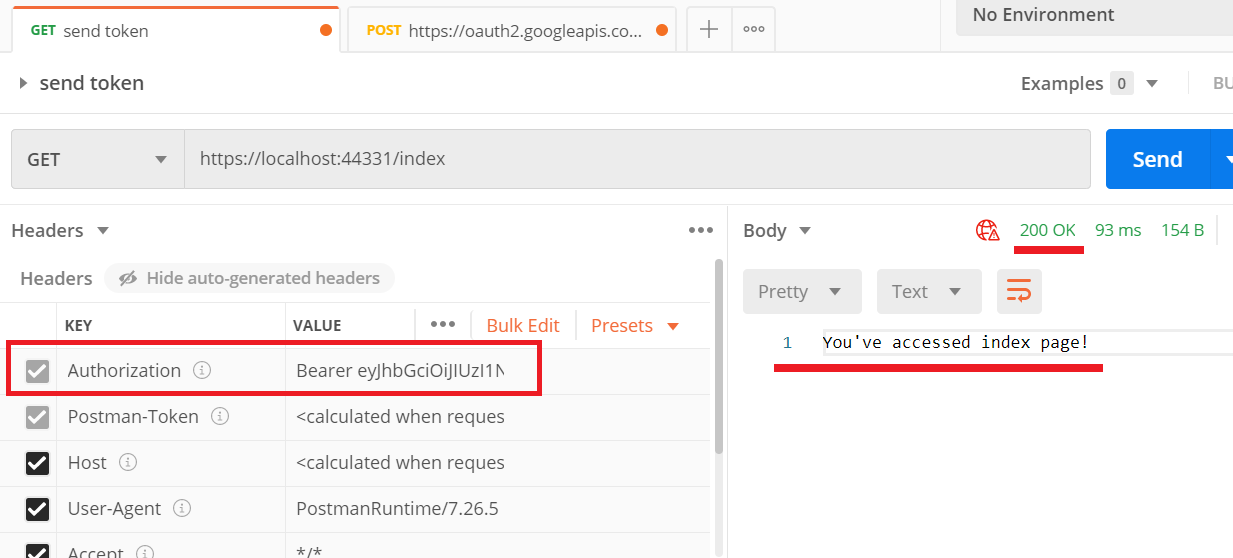 GET send token
POST https://oauth2.googleapis.co...
No Environment
send token
Examples 0
BU
GET
https://localhost:44331/index
Send
Headers
Body
200 OK 93 ms 154 B
Headers
Hide auto-generated headers
Pretty
Text
KEY
VALUE
Bulk Edit
Presets
1 You've accessed index page!
Authorization
Bearer eyJhbGciOiJIUzI1N
Postman-Token
<calculated when reques
Host
<calculated when reques
User-Agent
PostmanRuntime/7.26.5
Accept
*/*